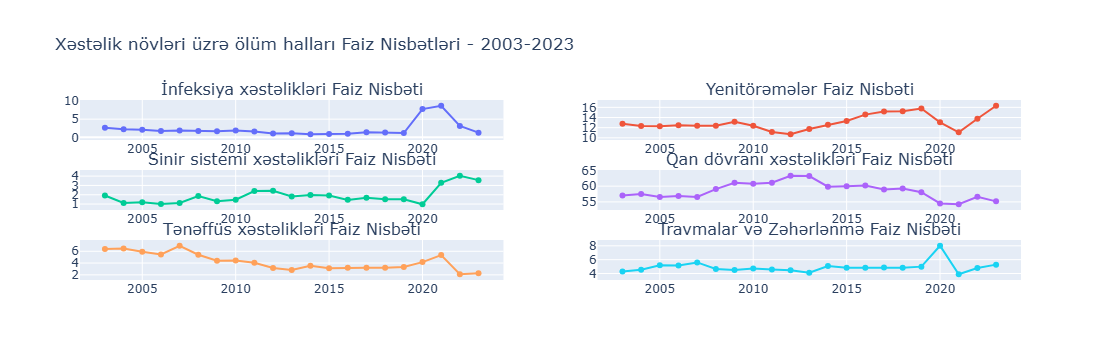 Xəstəlik növləri üzrə ölüm halları Faiz Nisbətləri - 2003-2023
İnfeksiya xəstəlikləri Faiz Nisbəti
10
5
0
2005 2010 2015 2020
Yenitörəmələr Faiz Nisbəti
16
14
12
10
2005 2010 2015 2020
Sinir sistemi xəstəlikləri Faiz Nisbəti
4
3
2
1
2005 2010 2015 2020
Qan dövranı xəstəlikləri Faiz Nisbəti
65
60
55
2005 2010 2015 2020
Tənəffüs xəstəlikləri Faiz Nisbəti
6
4
2
2005 2010 2015 2020
Travmalar və Zəhərlənmə Faiz Nisbəti
8
6
4
2005 2010 2015 2020